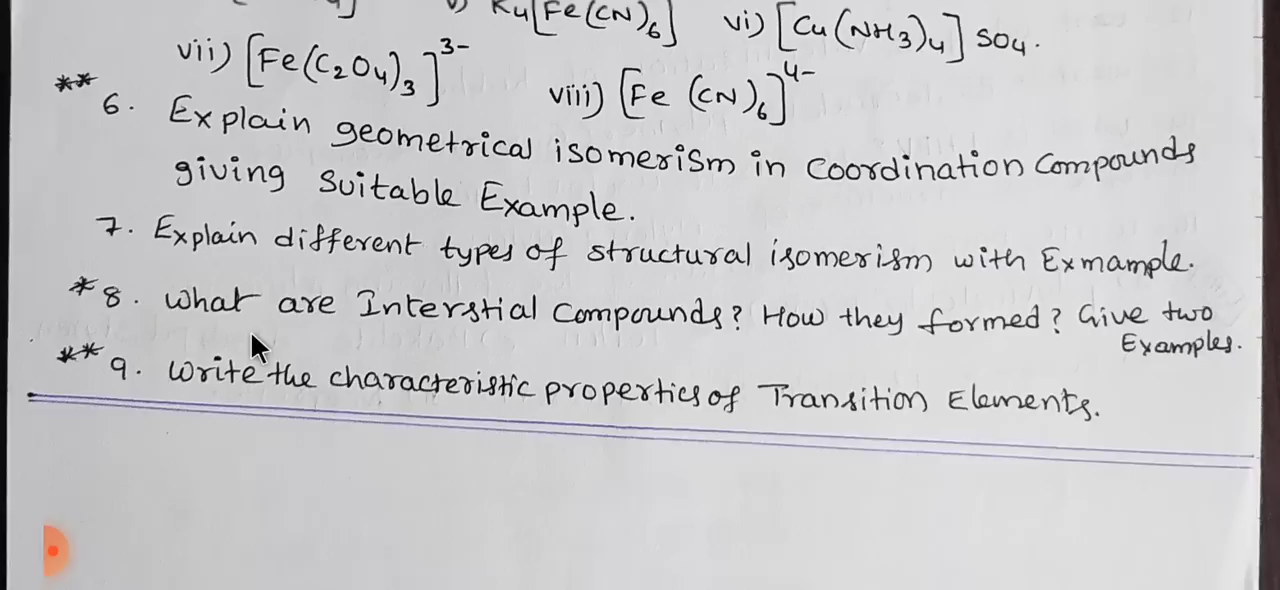 v) K4[Fe(CN)6] vi) [Cu(NH3)4] SO4.
vii) [Fe(C2O4)3]3- viii) [Fe (CN)6]4-
** 6. Explain geometrical isomerism in Coordination Compounds
giving Suitable Example.
7. Explain different types of structural isomerism with Exmample.
* 8. What are Interstial Compounds? How they formed? Give two
Examples.
** 9. Write the characteristic properties of Transition Elements.